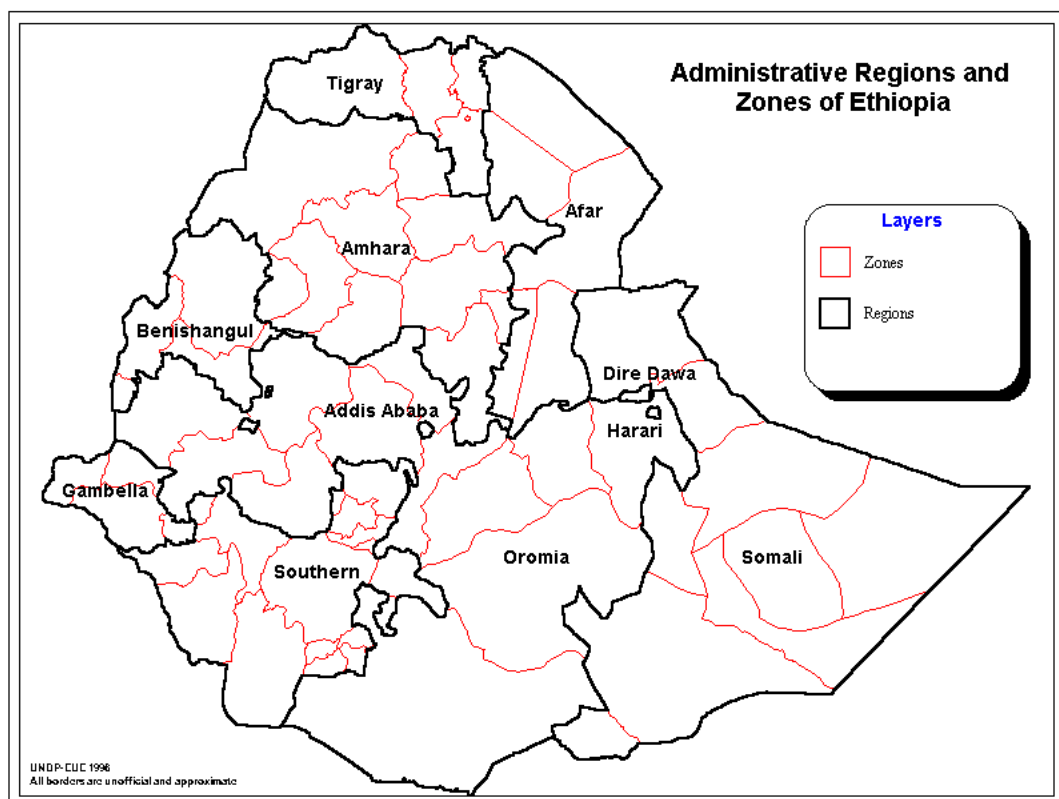 Administrative Regions and
Zones of Ethiopia
Tigray
Afar
Amhara
Layers
Zones
Regions
Benishangul
Dire Dawa
Addis Ababa
Harari
Gambella
Oromia
Somali
Southern
UNDP-EUE 1996
All borders are unofficial and approximate